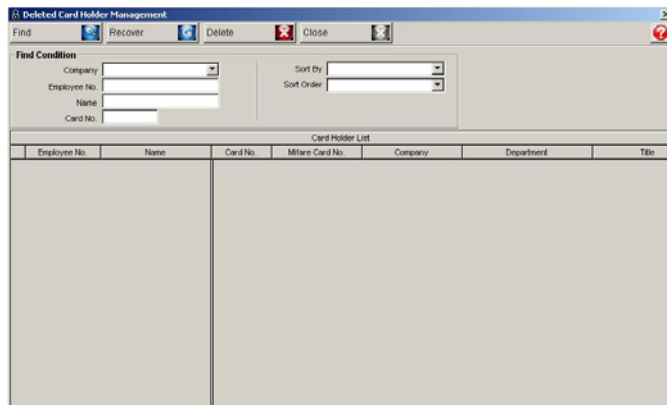 Deleted Card Holder Management
Find Recover Delete Close
Find Condition
Company Sort By
Employee No. Sort Order
Name
Card No.
Card Holder List
Employee No. Name Card No. Mifare Card No. Company Department Title